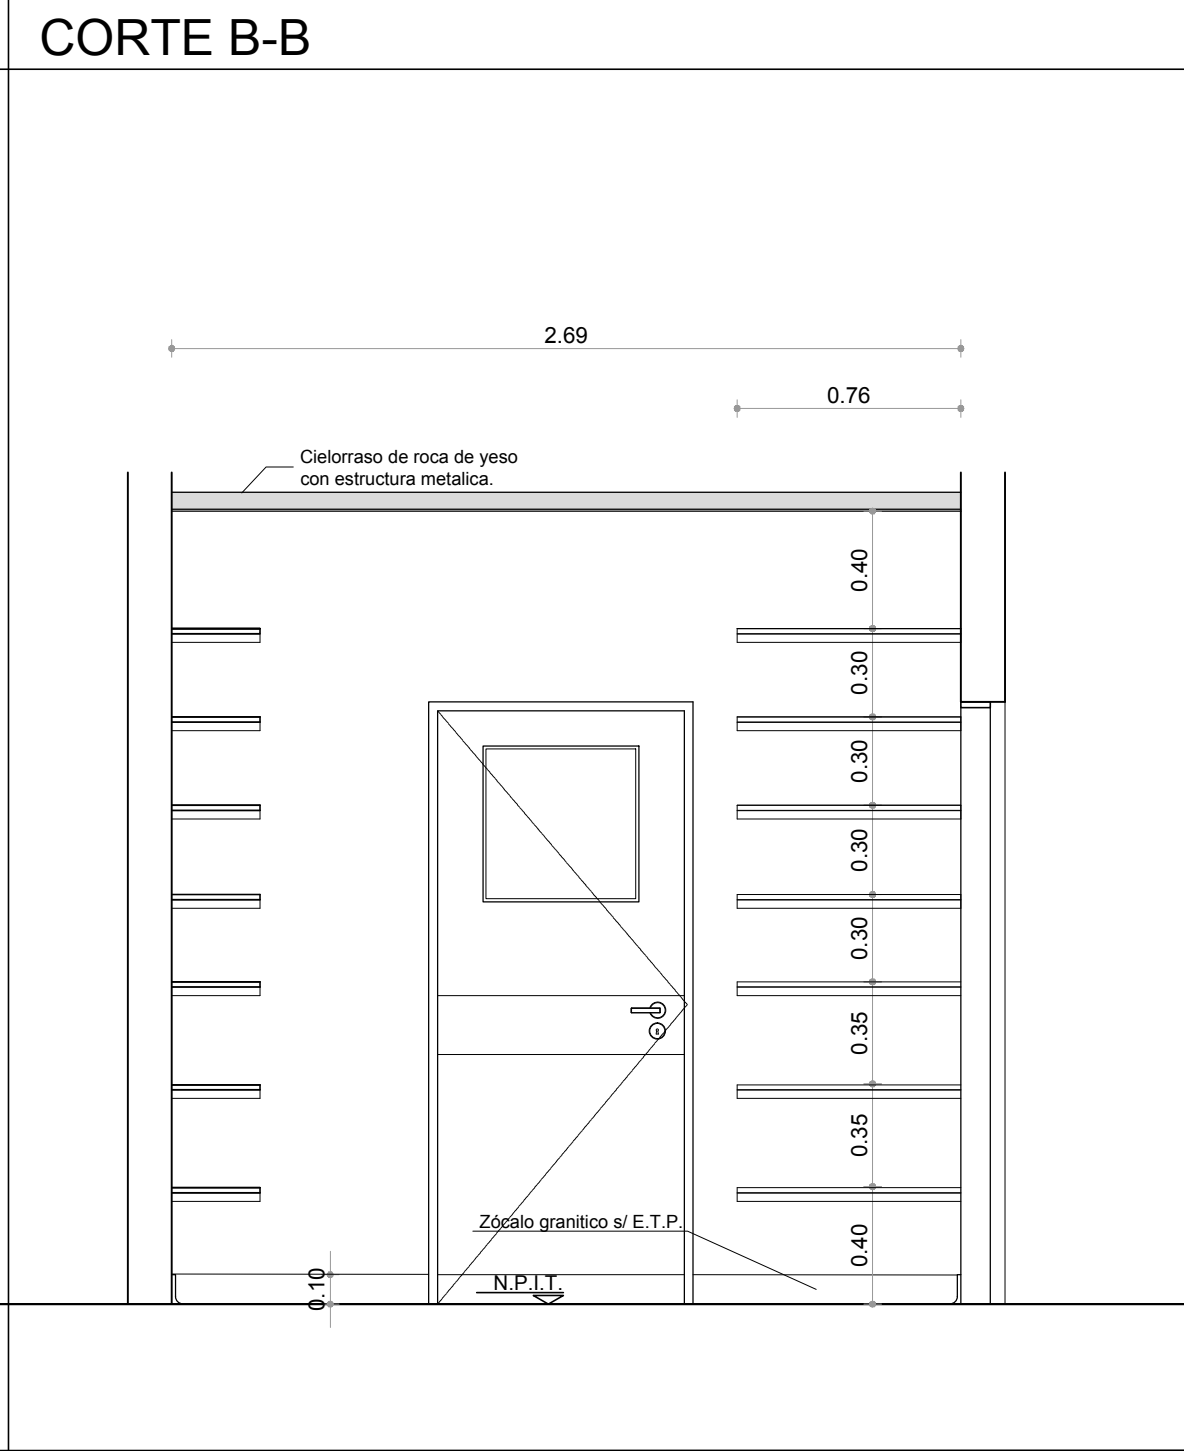 CORTE B-B
2.69
0.76
Cielorraso de roca de yeso
con estructura metalica.
0.40
0.30
0.30
0.30
0.30
0.35
0.35
0.40
Zócalo granitico s/ E.T.P.
N.P.I.T.
0.10